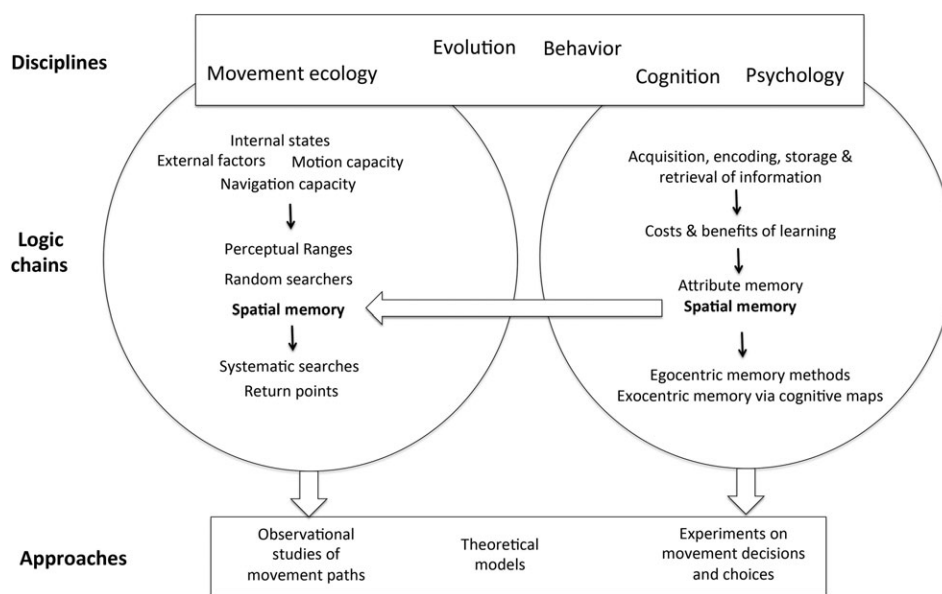 Disciplines
Evolution Behavior
Movement ecology
Cognition Psychology
Internal states
External factors Motion capacity
Navigation capacity
Perceptual Ranges
Random searchers
Spatial memory
Systematic searches
Return points
Logic
chains
Acquisition, encoding, storage &
retrieval of information
Costs & benefits of learning
Attribute memory
Spatial memory
Egocentric memory methods
Exocentric memory via cognitive maps
Approaches
Observational
studies of
movement paths
Theoretical
models
Experiments on
movement decisions
and choices